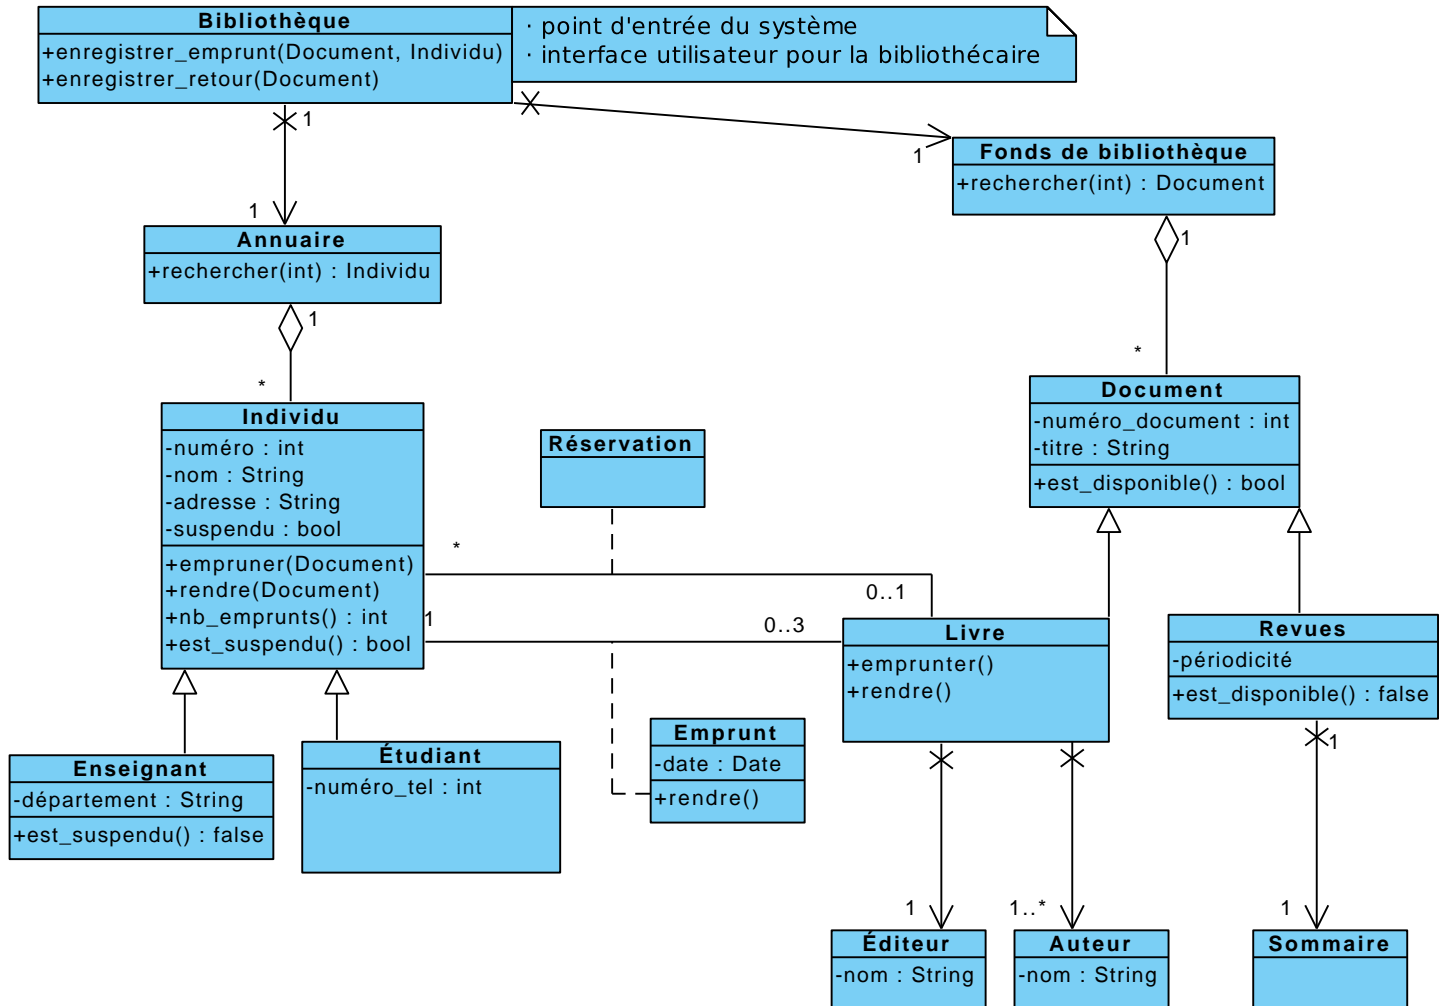 Bibliothèque
+enregistrer_emprunt(Document, Individu)
+enregistrer_retour(Document)
· point d'entrée du système
· interface utilisateur pour la bibliothécaire
1
1
1
Fonds de bibliothèque
+rechercher(int) : Document
1
Annuaire
+rechercher(int) : Individu
1
*
*
Individu
-numéro : int
-nom : String
-adresse : String
-suspendu : bool
+empruner(Document)
+rendre(Document)
+nb_emprunts() : int
+est_suspendu() : bool
Réservation
Document
-numéro_document : int
-titre : String
+est_disponible() : bool
*
0..1
1
0..3
Livre
+emprunter()
+rendre()
Revues
-périodicité
+est_disponible() : false
Enseignant
-département : String
+est_suspendu() : false
Étudiant
-numéro_tel : int
Emprunt
-date : Date
+rendre()
1
1
1..*
1
Éditeur
-nom : String
Auteur
-nom : String
Sommaire